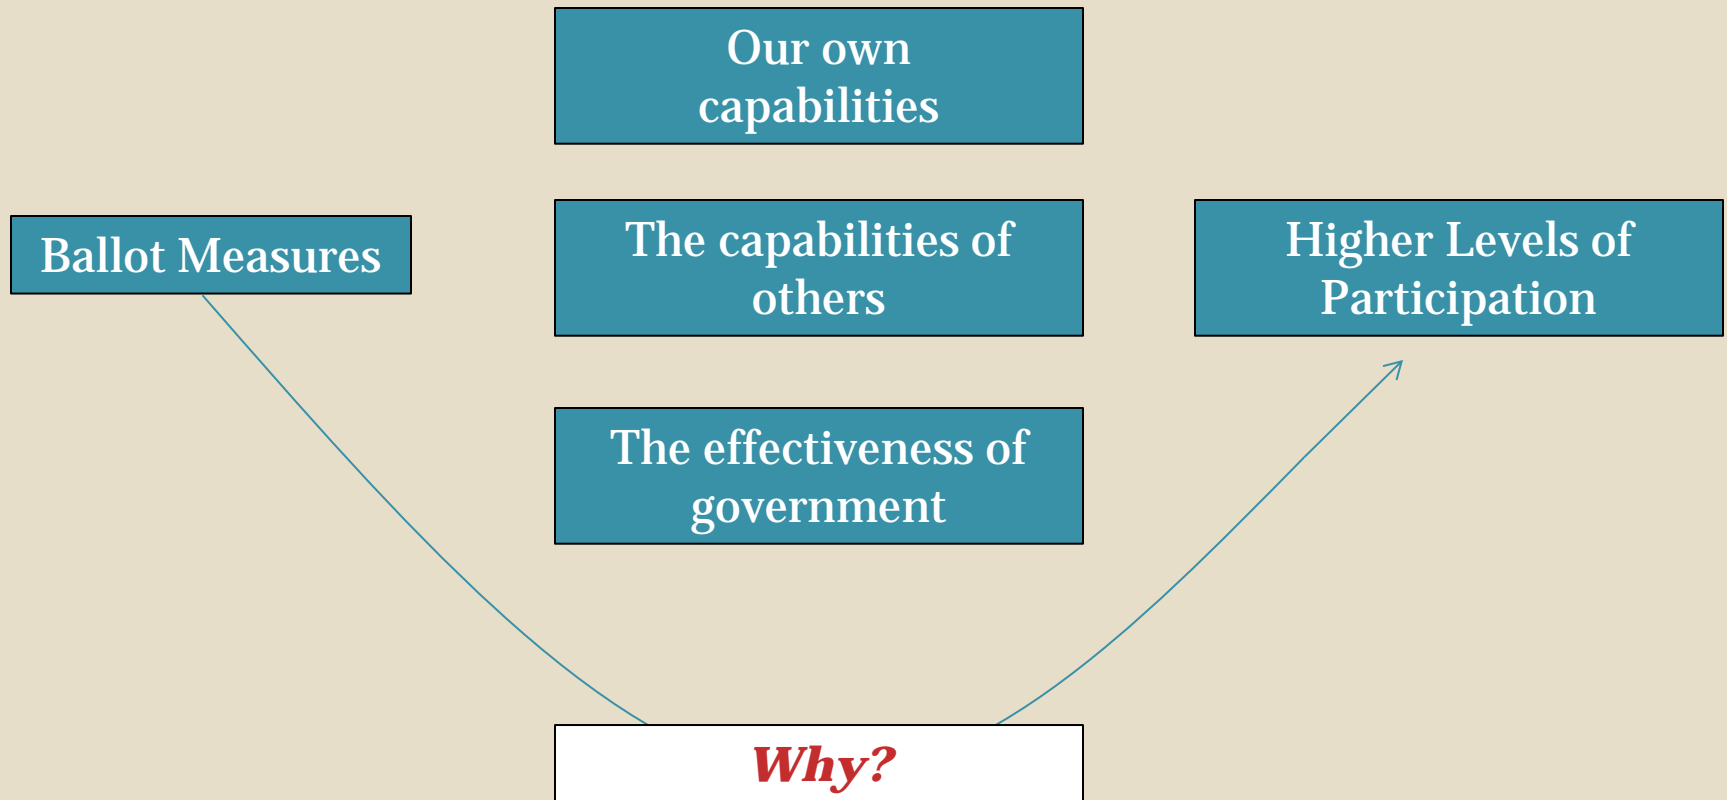 Our own
capabilities
Ballot Measures
The capabilities of
others
Higher Levels of
Participation
The effectiveness of
government
Why?